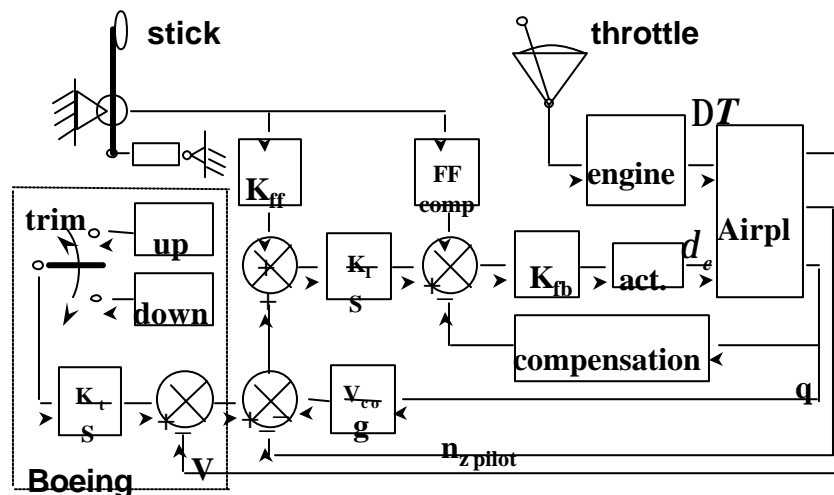 stick
throttle
DT
K_ff
FF
comp
engine
Airpl
trim
up
down
+
K_I
S
+
−
K_fb
act.
d_e
compensation
−
K_t
S
+
−
+
−
−
V_co
g
q
n_z pilot
V
Boeing